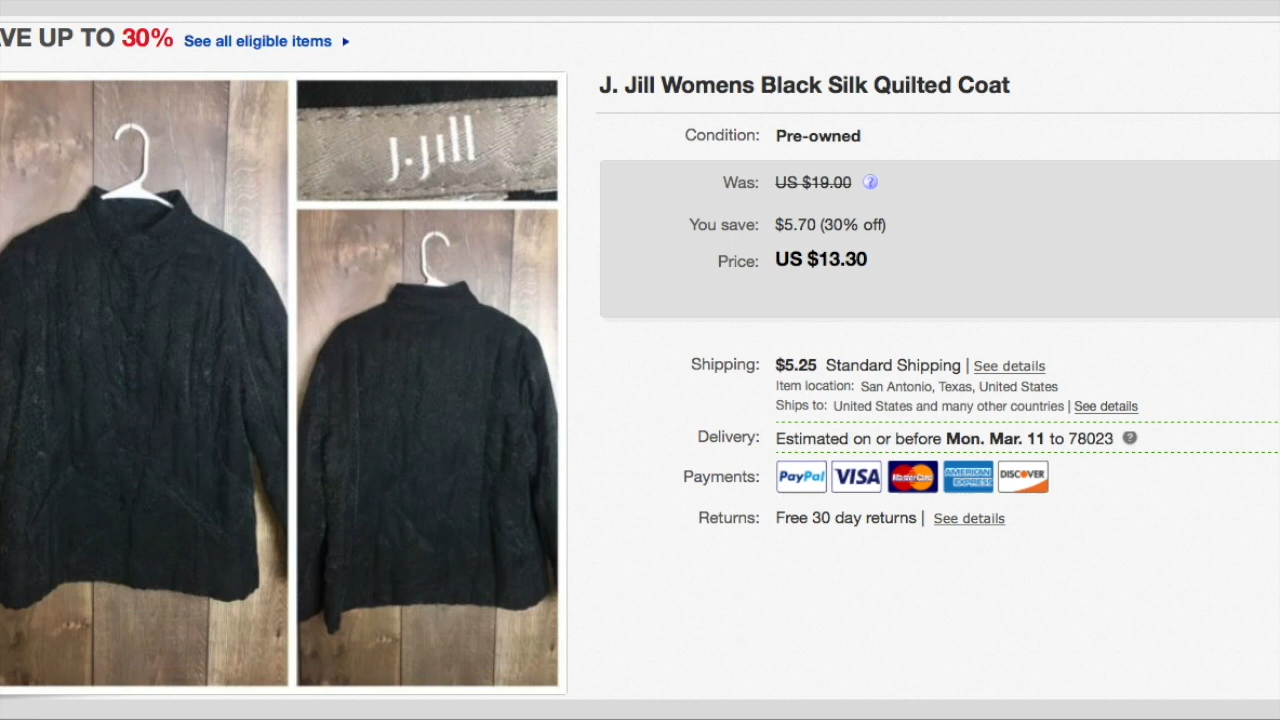 VE UP TO 30% See all eligible items
J. Jill Womens Black Silk Quilted Coat
j.jill
Condition: Pre-owned
Was: US $19.00 ?
You save: $5.70 (30% off)
Price: US $13.30
Shipping: $5.25 Standard Shipping | See details
Item location: San Antonio, Texas, United States
Ships to: United States and many other countries | See details
Delivery: Estimated on or before Mon. Mar. 11 to 78023 ?
Payments: PayPal VISA MasterCard AMERICAN EXPRESS DISCOVER
Returns: Free 30 day returns | See details